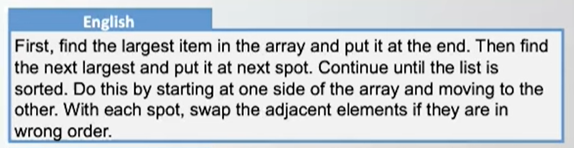 English
First, find the largest item in the array and put it at the end. Then find
the next largest and put it at next spot. Continue until the list is
sorted. Do this by starting at one side of the array and moving to the
other. With each spot, swap the adjacent elements if they are in
wrong order.